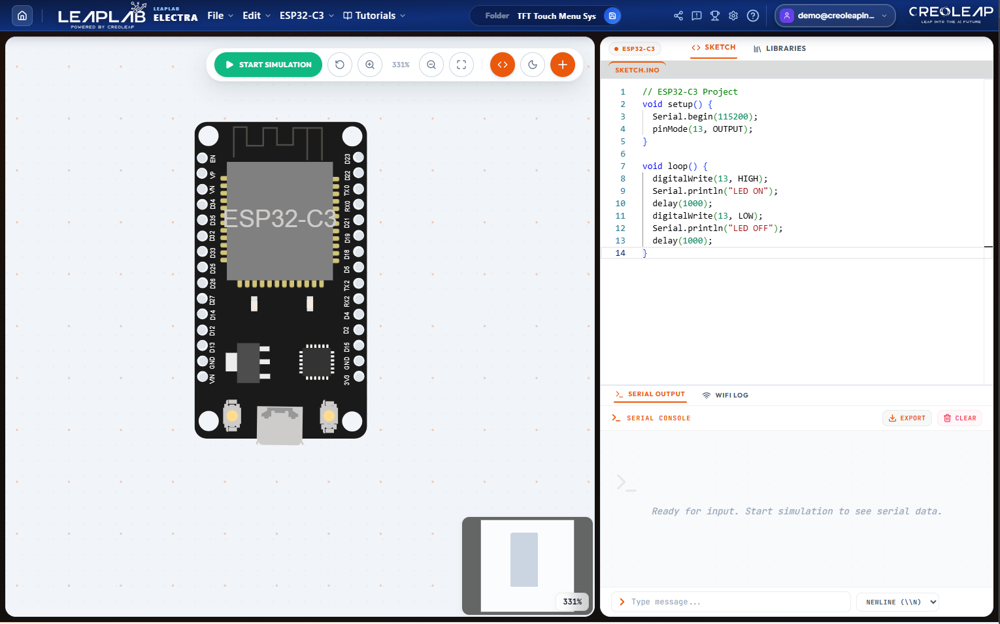 LEAPLAB
POWERED BY CREOLEAP
LEAPLAB
ELECTRA
File
Edit
ESP32-C3
Tutorials
Folder
TFT Touch Menu Sys
demo@creoleapin...
CREOLEAP
LEAP INTO THE AI FUTURE
START SIMULATION
331%
EN
VP
VN
D34
D35
D32
D33
D25
D26
D27
D14
D12
D13
GND
VIN
ESP32-C3
D23
D22
TX0
RX0
D21
D19
D18
D5
TX2
RX2
D4
D2
D15
GND
3V3
331%
ESP32-C3
SKETCH
LIBRARIES
SKETCH.INO
1 // ESP32-C3 Project
2 void setup() {
3 Serial.begin(115200);
4 pinMode(13, OUTPUT);
5 }
6
7 void loop() {
8 digitalWrite(13, HIGH);
9 Serial.println("LED ON");
10 delay(1000);
11 digitalWrite(13, LOW);
12 Serial.println("LED OFF");
13 delay(1000);
14 }
SERIAL OUTPUT
WIFI LOG
SERIAL CONSOLE
EXPORT
CLEAR
Ready for input. Start simulation to see serial data.
Type message...
NEWLINE (\\N)